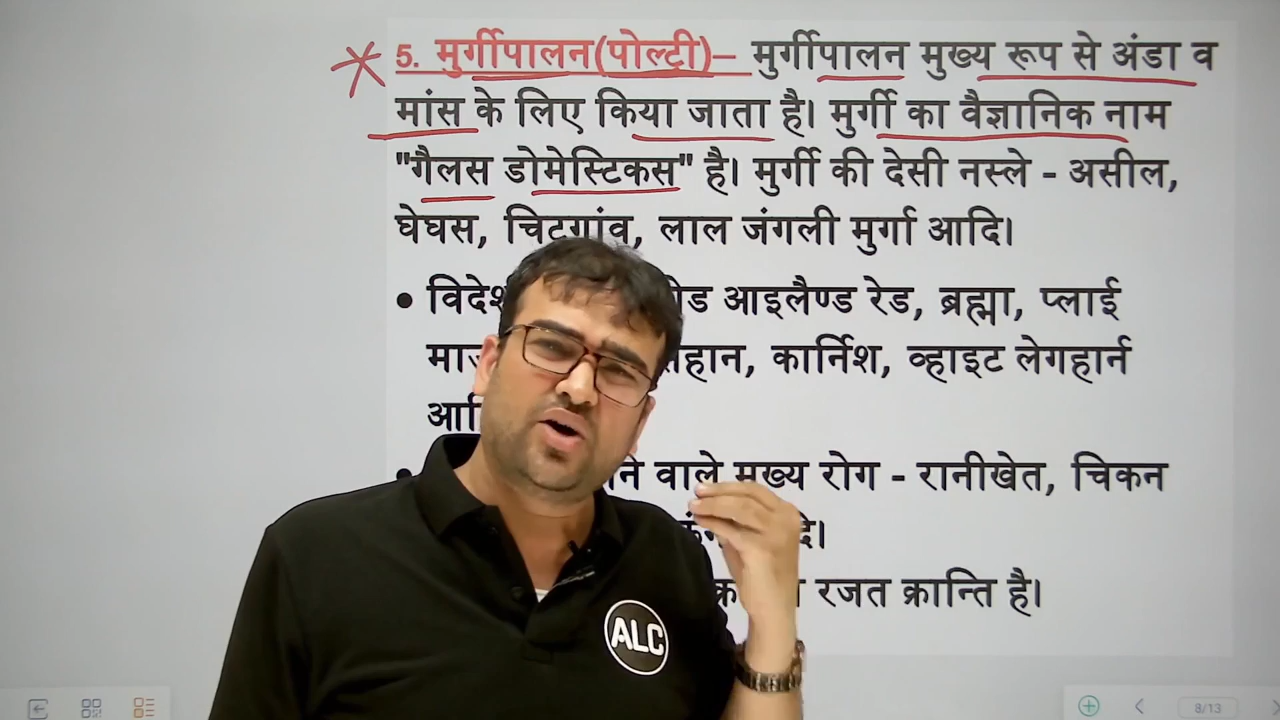 5. मुर्गीपालन(पोल्ट्री)– मुर्गीपालन मुख्य रूप से अंडा व
मांस के लिए किया जाता है। मुर्गी का वैज्ञानिक नाम
"गैलस डोमेस्टिकस" है। मुर्गी की देसी नस्ले - असील,
घेघस, चिटगांव, लाल जंगली मुर्गा आदि।
• आइलैण्ड रेड, ब्रह्मा, प्लाई
कार्निश, व्हाइट लेगहार्न
• वाले मुख्य रोग - रानीखेत, चिकन
रजत क्रान्ति है।
ALC
8/13